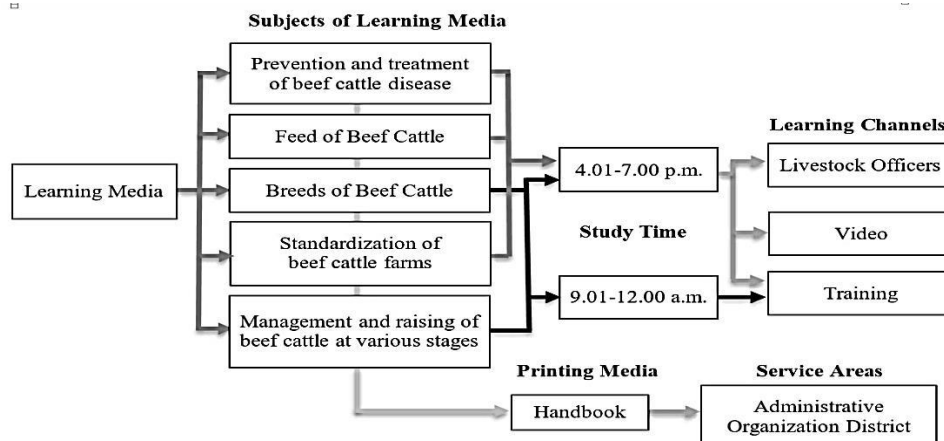 Subjects of Learning Media
Prevention and treatment
of beef cattle disease
Feed of Beef Cattle
Learning Media
Breeds of Beef Cattle
Standardization of
beef cattle farms
Management and raising of
beef cattle at various stages
4.01-7.00 p.m.
Study Time
9.01-12.00 a.m.
Learning Channels
Livestock Officers
Video
Training
Printing Media
Handbook
Service Areas
Administrative
Organization District